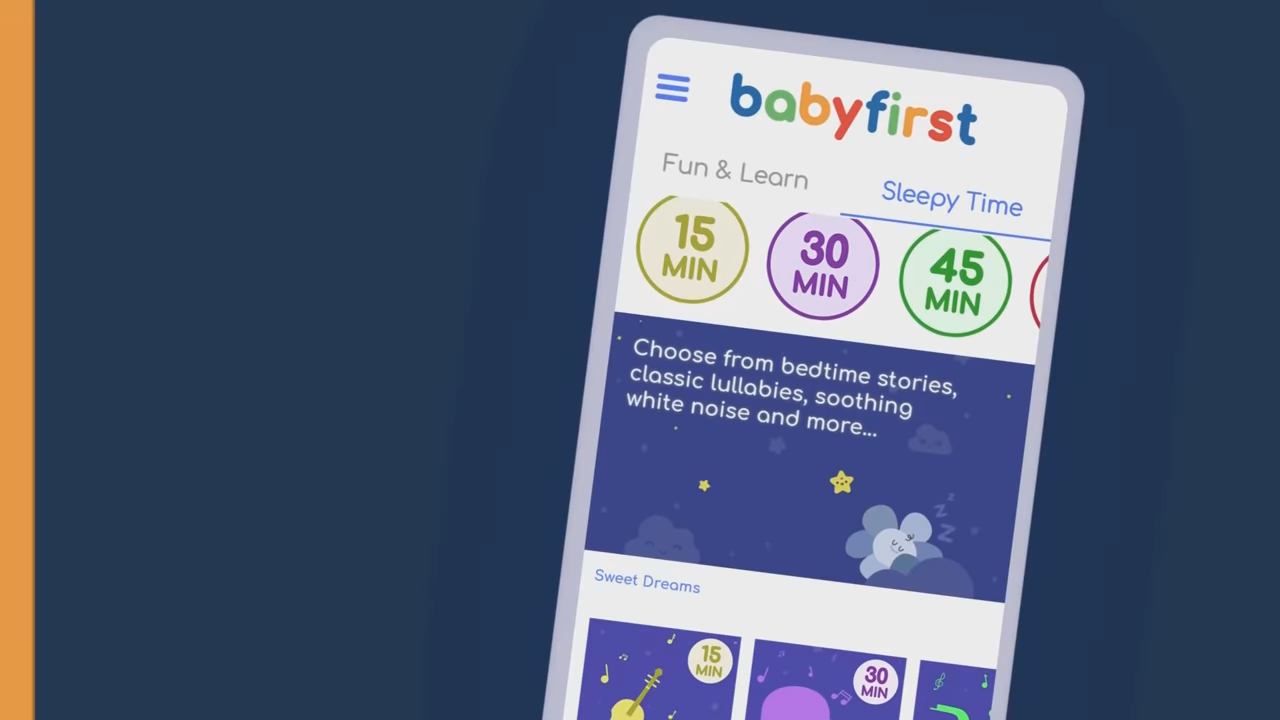 babyfirst
Fun & Learn
Sleepy Time
15
MIN
30
MIN
45
MIN
Choose from bedtime stories,
classic lullabies, soothing
white noise and more...
z
z
z
Sweet Dreams
15
MIN
30
MIN